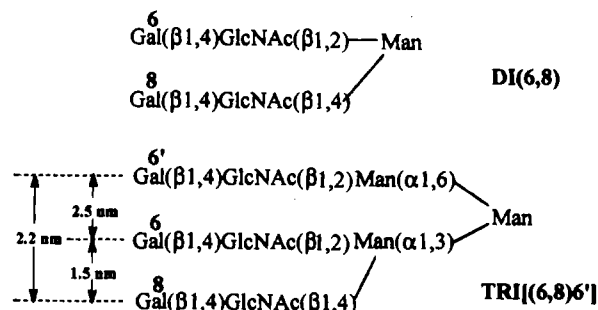 6
Gal(β1,4)GlcNAc(β1,2) Man
8
Gal(β1,4)GlcNAc(β1,4)
DI(6,8)
6'
Gal(β1,4)GlcNAc(β1,2)Man(α1,6)
2.5 nm
Man
2.2 nm
6
Gal(β1,4)GlcNAc(β1,2)Man(α1,3)
1.5 nm
8
Gal(β1,4)GlcNAc(β1,4)
TRI[(6,8)6']